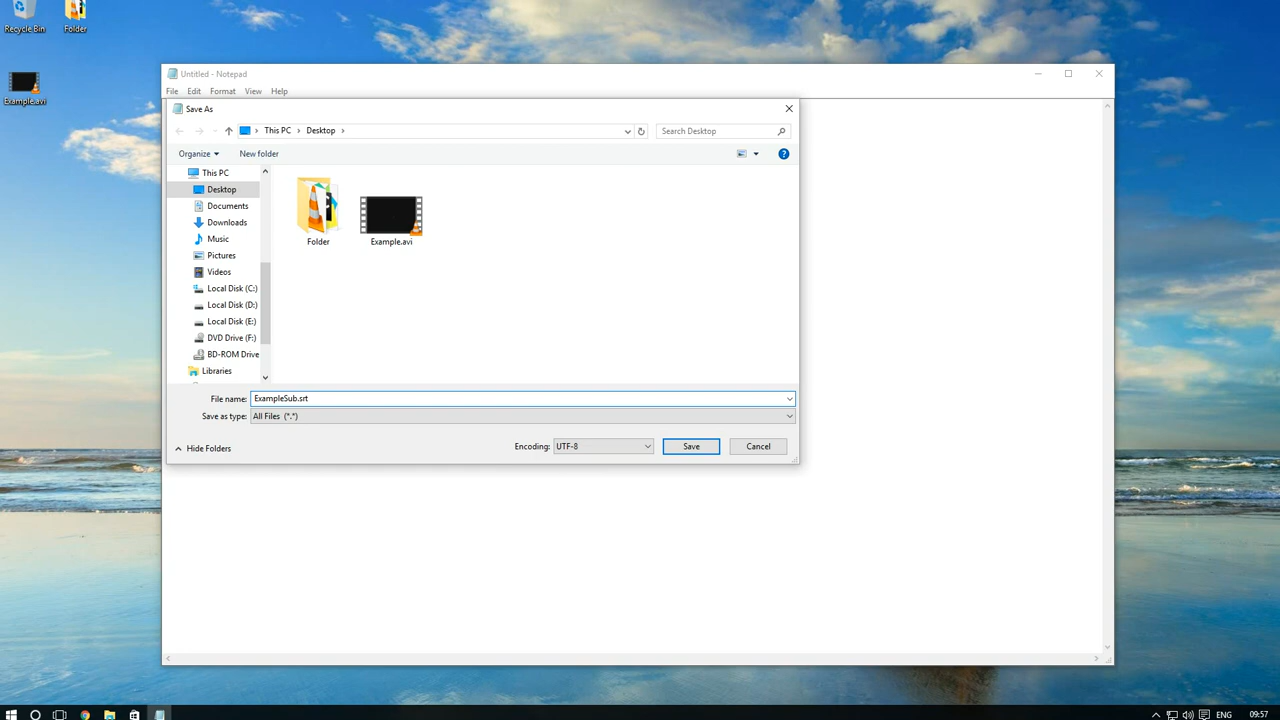 Recycle Bin
Folder
Example.avi
Untitled - Notepad
File Edit Format View Help
Save As
This PC > Desktop >
Search Desktop
Organize
New folder
This PC
Desktop
Documents
Downloads
Music
Pictures
Videos
Local Disk (C:)
Local Disk (D:)
Local Disk (E:)
DVD Drive (F:)
BD-ROM Drive
Libraries
Folder
Example.avi
File name: ExampleSub.srt
Save as type: All Files (*.*)
Hide Folders
Encoding: UTF-8
Save
Cancel
ENG
09:57